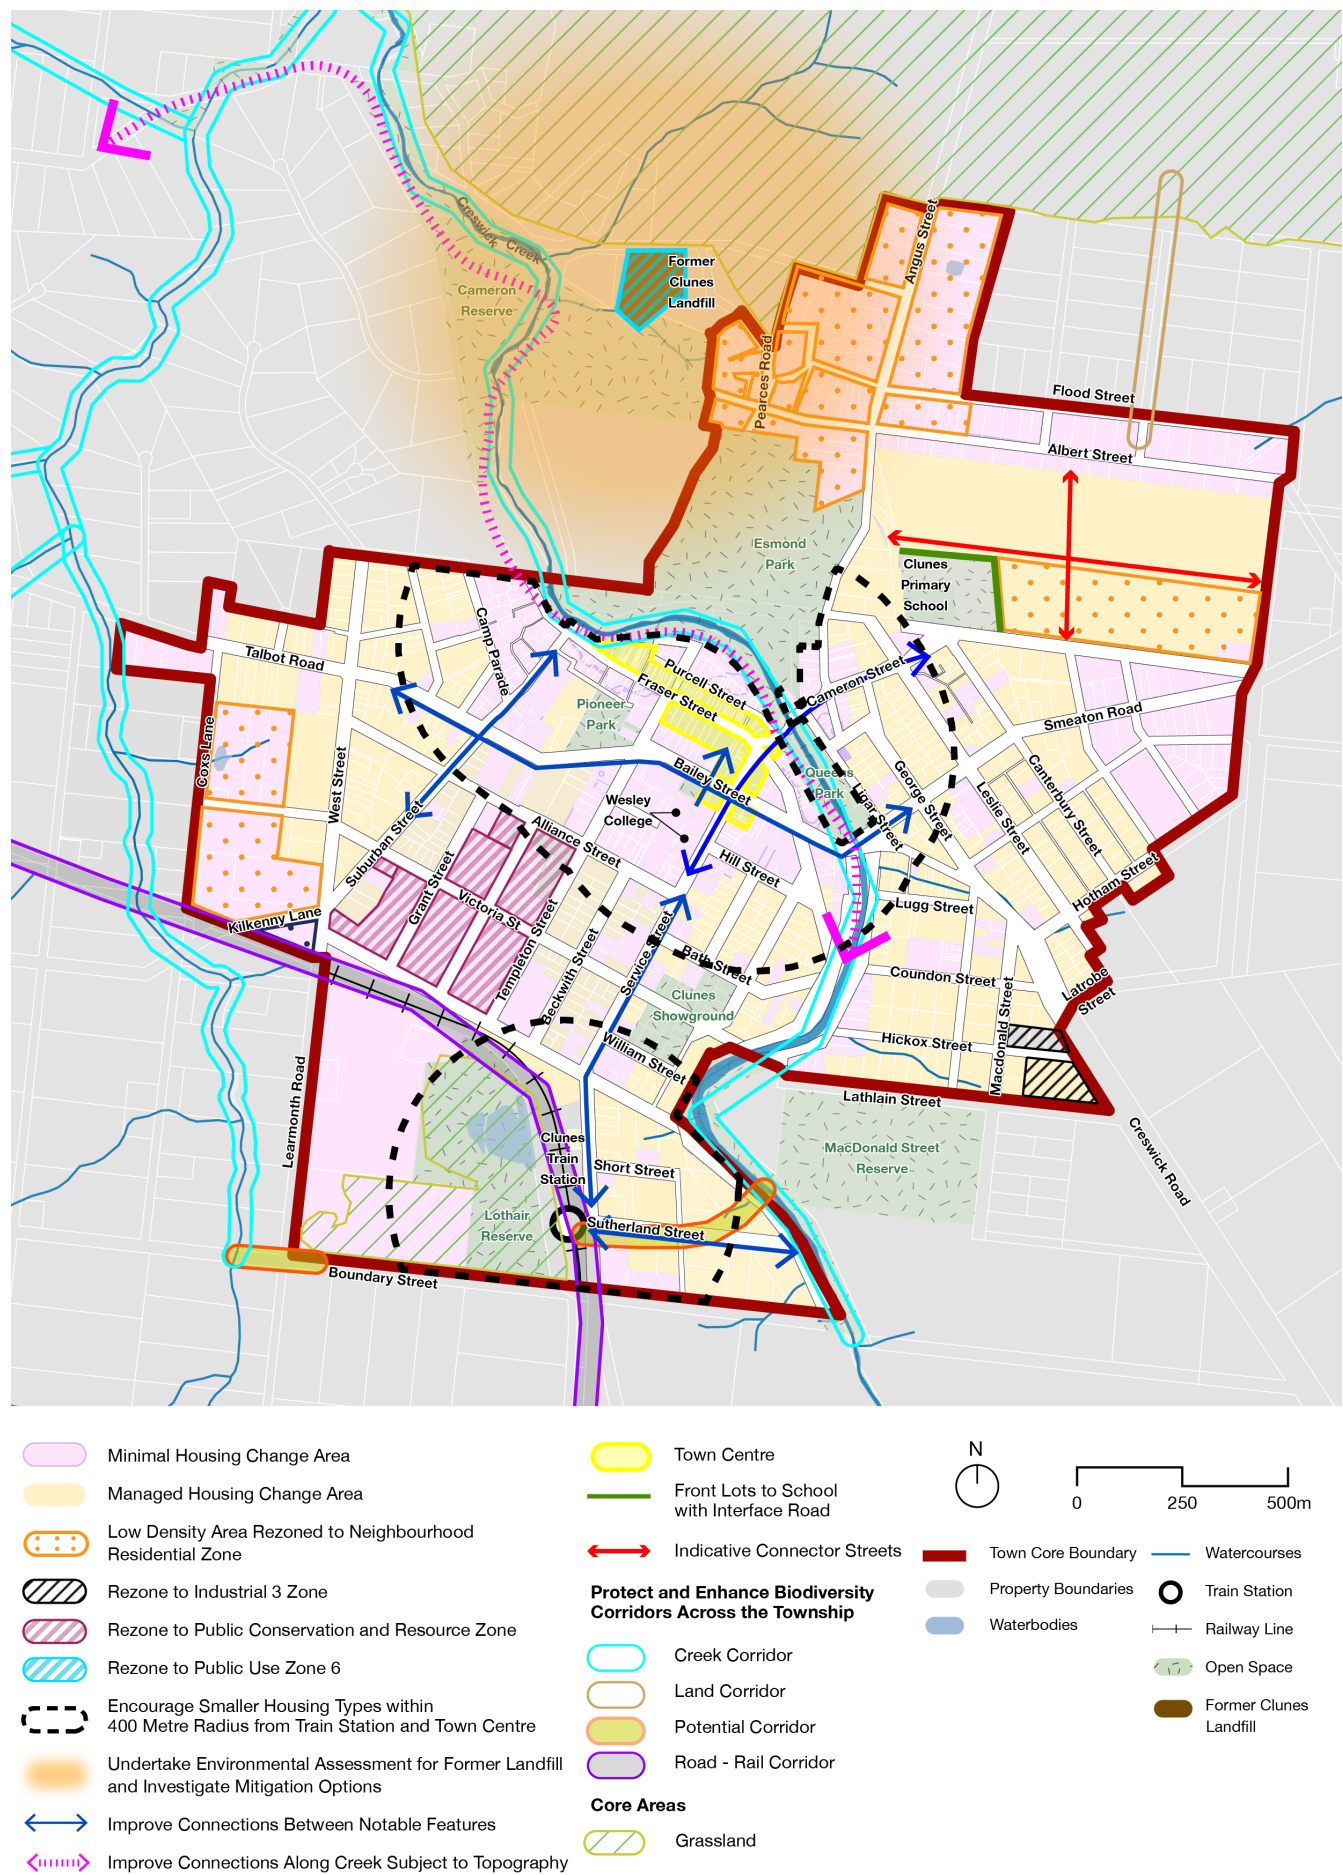 Creswick
Creek
Cameron
Reserve
Former
Clunes
Landfill
Angus Street
Pearces Road
Flood Street
Albert Street
Esmond
Park
Clunes
Primary
School
Camp Parade
Talbot Road
Purcell Street
Fraser Street
Pioneer
Park
Cameron Street
Smeaton Road
Coxs Lane
West Street
Bailey Street
Queens
Park
Ligar Street
George Street
Leslie Street
Canterbury Street
Wesley
College
Suburban Street
Alliance Street
Hill Street
Hotham Street
Grant Street
Victoria St
Templeton Street
Beckwith Street
Service Street
Bath Street
Lugg Street
Kilkenny Lane
Coundon Street
Latrobe
Street
Clunes
Showground
Macdonald Street
Hickox Street
William Street
Learmonth Road
Lathlain Street
Clunes
Train
Station
Short Street
MacDonald Street
Reserve
Creswick Road
Lothair
Reserve
Sutherland Street
Boundary Street
Minimal Housing Change Area
Managed Housing Change Area
Low Density Area Rezoned to Neighbourhood
Residential Zone
Rezone to Industrial 3 Zone
Rezone to Public Conservation and Resource Zone
Rezone to Public Use Zone 6
Encourage Smaller Housing Types within
400 Metre Radius from Train Station and Town Centre
Undertake Environmental Assessment for Former Landfill
and Investigate Mitigation Options
Improve Connections Between Notable Features
Improve Connections Along Creek Subject to Topography
Town Centre
Front Lots to School
with Interface Road
Indicative Connector Streets
Protect and Enhance Biodiversity
Corridors Across the Township
Creek Corridor
Land Corridor
Potential Corridor
Road - Rail Corridor
Core Areas
Grassland
N
0 250 500m
Town Core Boundary
Property Boundaries
Waterbodies
Watercourses
Train Station
Railway Line
Open Space
Former Clunes
Landfill